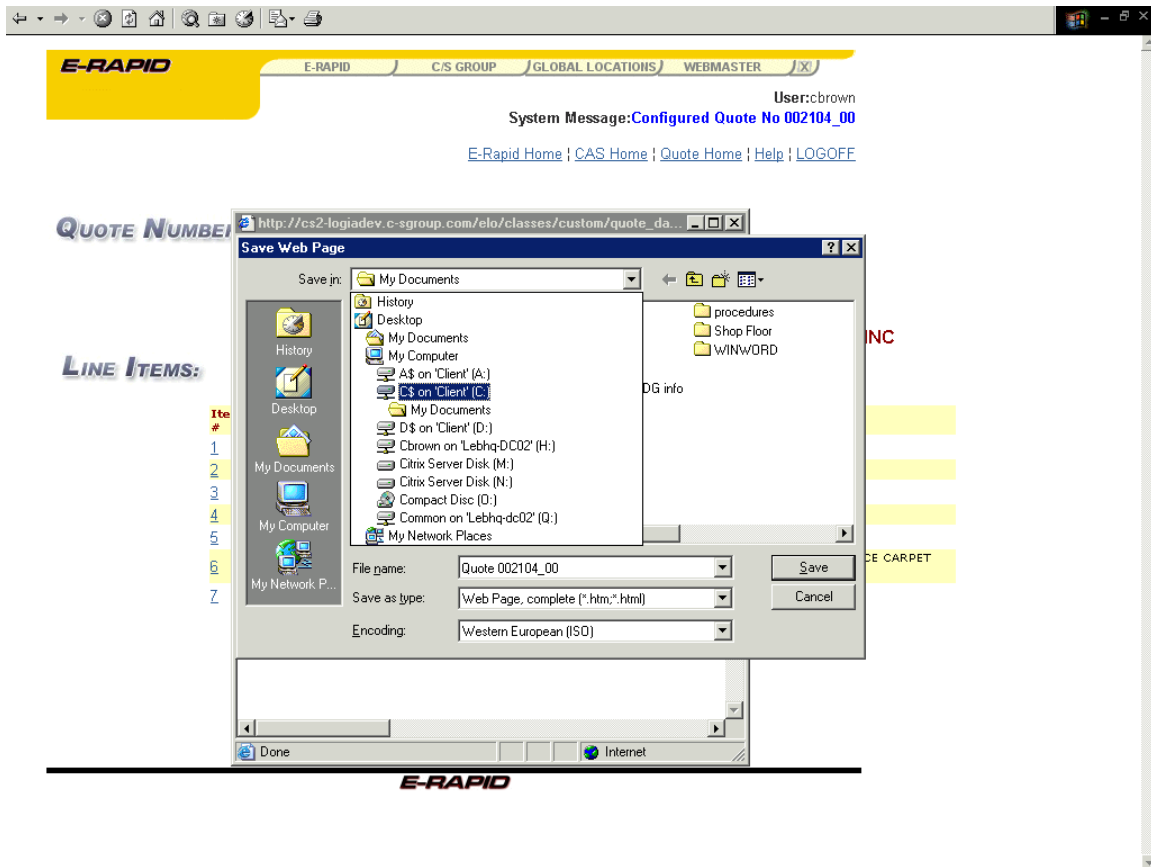 E-RAPID
E-RAPID C/S GROUP GLOBAL LOCATIONS WEBMASTER [X]
User:cbrown
System Message:Configured Quote No 002104_00
E-Rapid Home ¦ CAS Home ¦ Quote Home ¦ Help ¦ LOGOFF
QUOTE NUMBER
http://cs2-logiadev.c-sgroup.com/elo/classes/custom/quote_da...
Save Web Page
Save in: My Documents
History
Desktop
My Documents
My Computer
A$ on 'Client' (A:)
C$ on 'Client' (C:)
My Documents
D$ on 'Client' (D:)
Cbrown on 'Lebhq-DC02' (H:)
Citrix Server Disk (M:)
Citrix Server Disk (N:)
Compact Disc (O:)
Common on 'Lebhq-dc02' (Q:)
My Network Places
History
Desktop
My Documents
My Computer
My Network P...
procedures
Shop Floor
WINWORD
DG info
INC
LINE ITEMS:
Ite
#
1
2
3
4
5
6
CE CARPET
7
File name: Quote 002104_00 Save
Save as type: Web Page, complete (*.htm;*.html) Cancel
Encoding: Western European (ISO)
Done Internet
E-RAPID